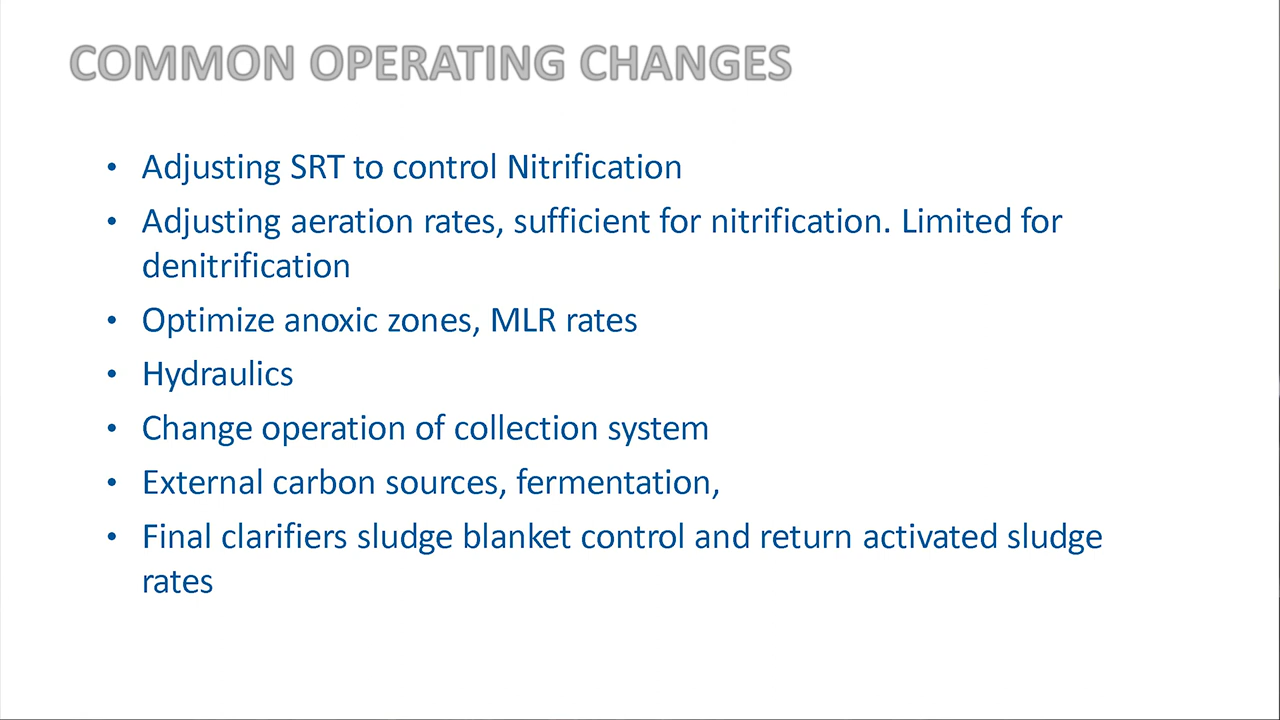 COMMON OPERATING CHANGES
• Adjusting SRT to control Nitrification
• Adjusting aeration rates, sufficient for nitrification. Limited for
denitrification
• Optimize anoxic zones, MLR rates
• Hydraulics
• Change operation of collection system
• External carbon sources, fermentation,
• Final clarifiers sludge blanket control and return activated sludge
rates